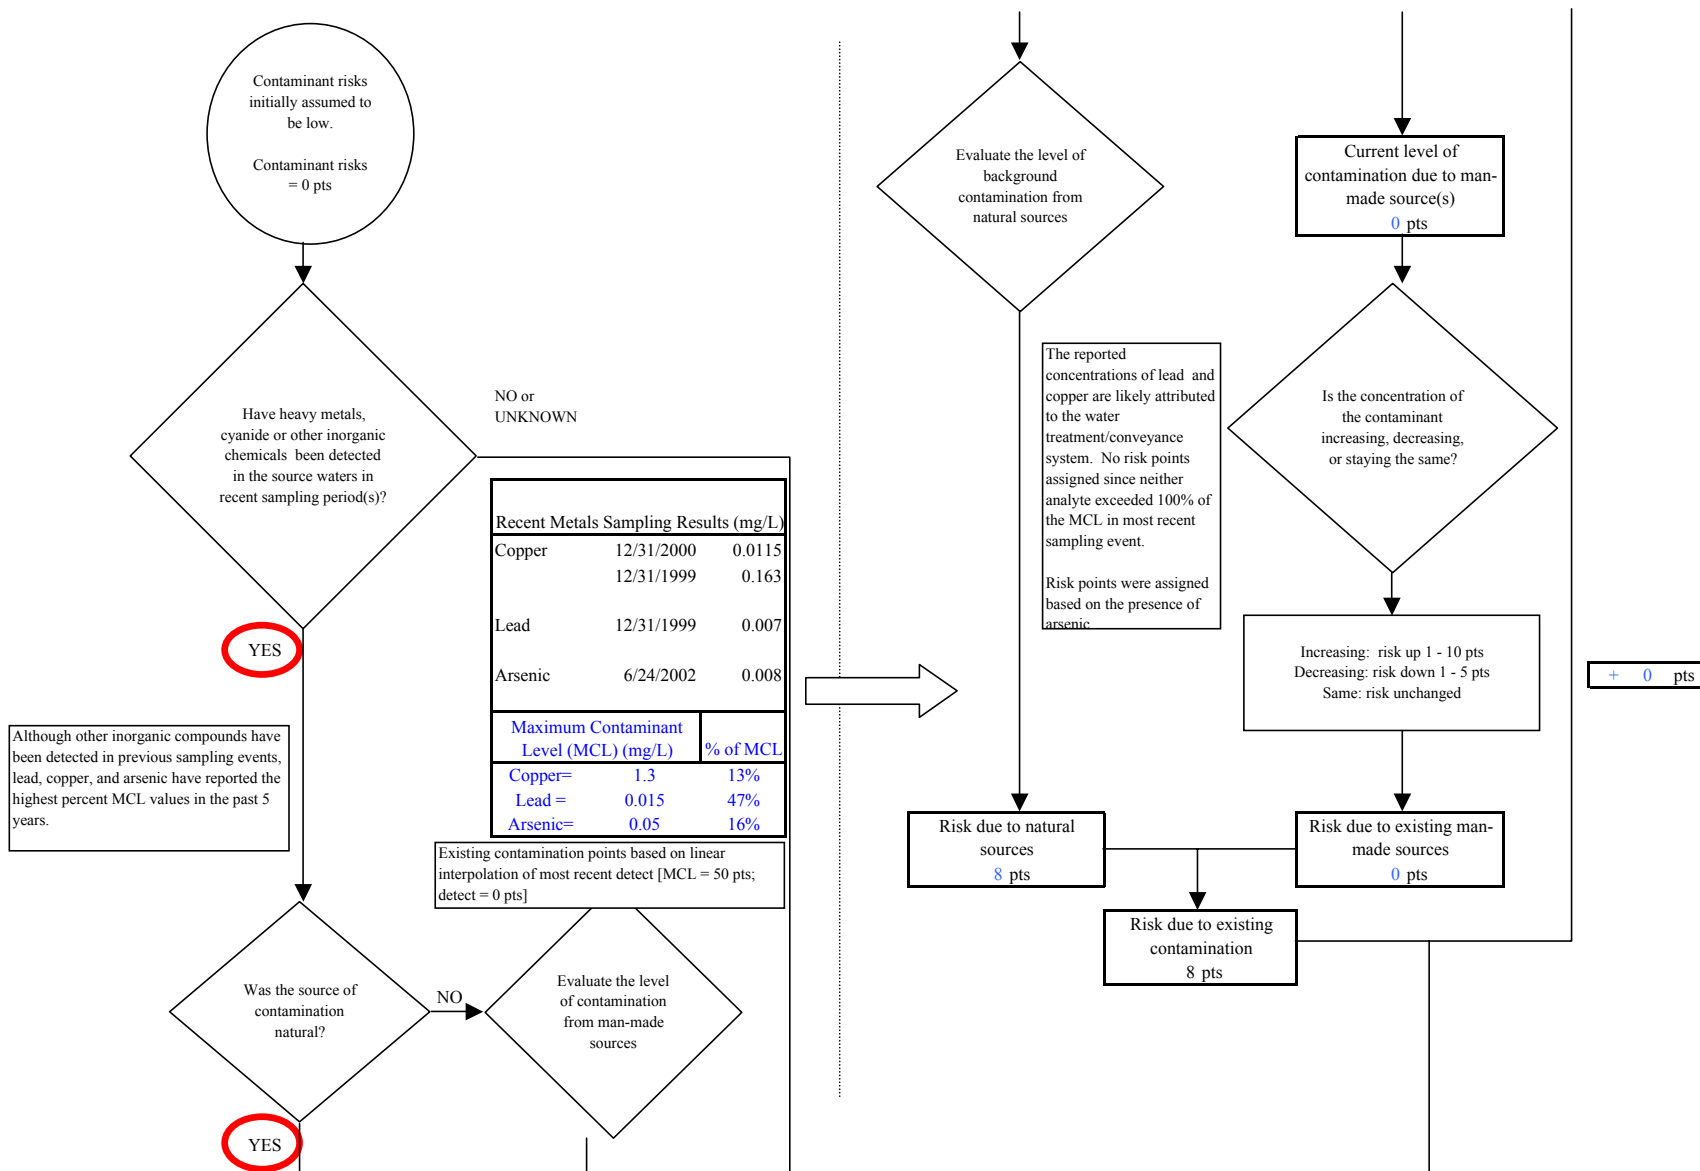 Contaminant risks
initially assumed to
be low.
Contaminant risks
= 0 pts
Have heavy metals,
cyanide or other inorganic
chemicals been detected
in the source waters in
recent sampling period(s)?
NO or
UNKNOWN
YES
Recent Metals Sampling Results (mg/L)
Copper 12/31/2000 0.0115
12/31/1999 0.163
Lead 12/31/1999 0.007
Arsenic 6/24/2002 0.008
Maximum Contaminant
Level (MCL) (mg/L) % of MCL
Copper= 1.3 13%
Lead = 0.015 47%
Arsenic= 0.05 16%
Although other inorganic compounds have
been detected in previous sampling events,
lead, copper, and arsenic have reported the
highest percent MCL values in the past 5
years.
Existing contamination points based on linear
interpolation of most recent detect [MCL = 50 pts;
detect = 0 pts]
Was the source of
contamination
natural?
NO
Evaluate the level
of contamination
from man-made
sources
YES
Evaluate the level of
background
contamination from
natural sources
Current level of
contamination due to man-
made source(s)
0 pts
The reported
concentrations of lead and
copper are likely attributed
to the water
treatment/conveyance
system. No risk points
assigned since neither
analyte exceeded 100% of
the MCL in most recent
sampling event.
Risk points were assigned
based on the presence of
arsenic
Is the concentration of
the contaminant
increasing, decreasing,
or staying the same?
Increasing: risk up 1 - 10 pts
Decreasing: risk down 1 - 5 pts
Same: risk unchanged
+ 0 pts
Risk due to natural
sources
8 pts
Risk due to existing man-
made sources
0 pts
Risk due to existing
contamination
8 pts